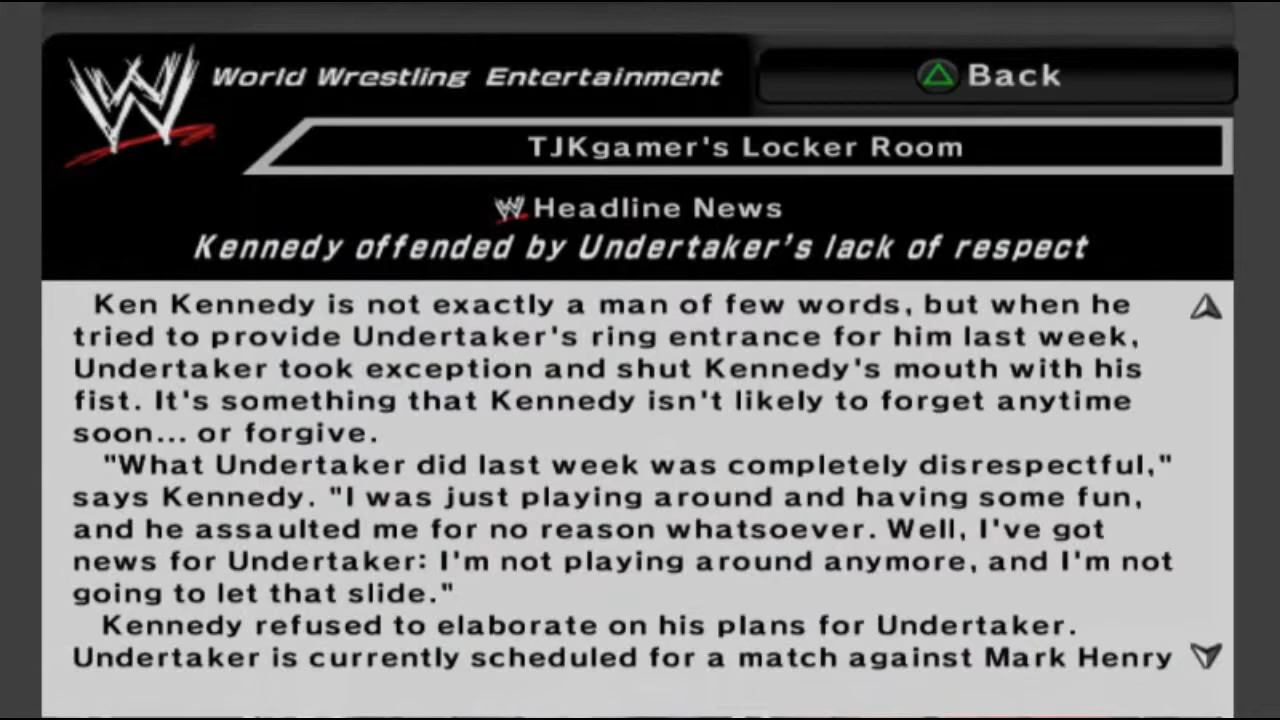 World Wrestling Entertainment
Back
TJKgamer's Locker Room
Headline News
Kennedy offended by Undertaker's lack of respect
Ken Kennedy is not exactly a man of few words, but when he
tried to provide Undertaker's ring entrance for him last week,
Undertaker took exception and shut Kennedy's mouth with his
fist. It's something that Kennedy isn't likely to forget anytime
soon... or forgive.
"What Undertaker did last week was completely disrespectful,"
says Kennedy. "I was just playing around and having some fun,
and he assaulted me for no reason whatsoever. Well, I've got
news for Undertaker: I'm not playing around anymore, and I'm not
going to let that slide."
Kennedy refused to elaborate on his plans for Undertaker.
Undertaker is currently scheduled for a match against Mark Henry